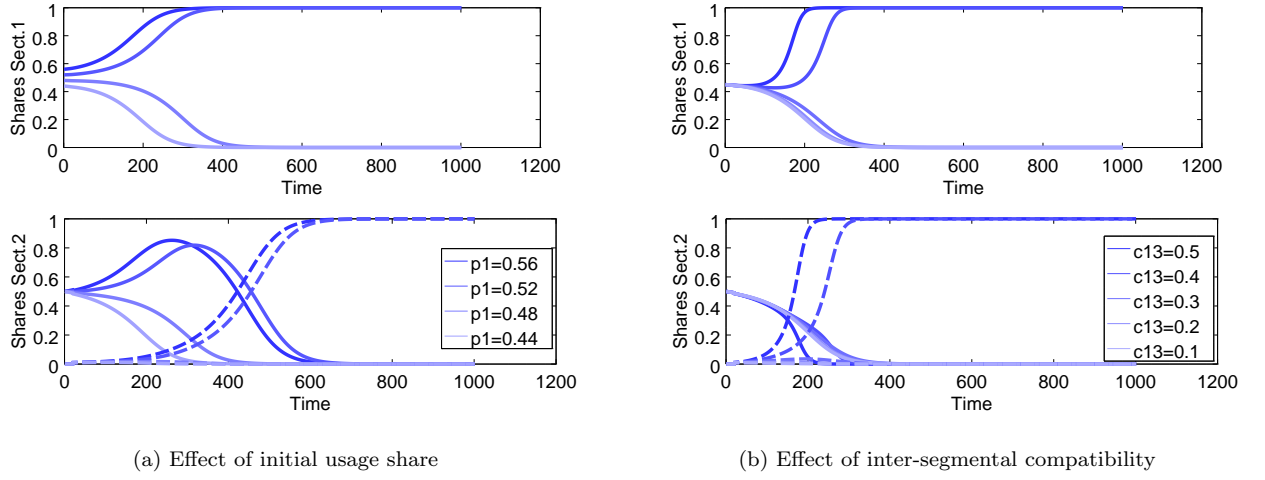 Shares Sect.1
1
0.8
0.6
0.4
0.2
0
0 200 400 600 800 1000 1200
Time
Shares Sect.2
1
0.8
0.6
0.4
0.2
0
0 200 400 600 800 1000 1200
Time
p1=0.56
p1=0.52
p1=0.48
p1=0.44
(a) Effect of initial usage share
Shares Sect.1
1
0.8
0.6
0.4
0.2
0
0 200 400 600 800 1000 1200
Time
Shares Sect.2
1
0.8
0.6
0.4
0.2
0
0 200 400 600 800 1000 1200
Time
c13=0.5
c13=0.4
c13=0.3
c13=0.2
c13=0.1
(b) Effect of inter-segmental compatibility